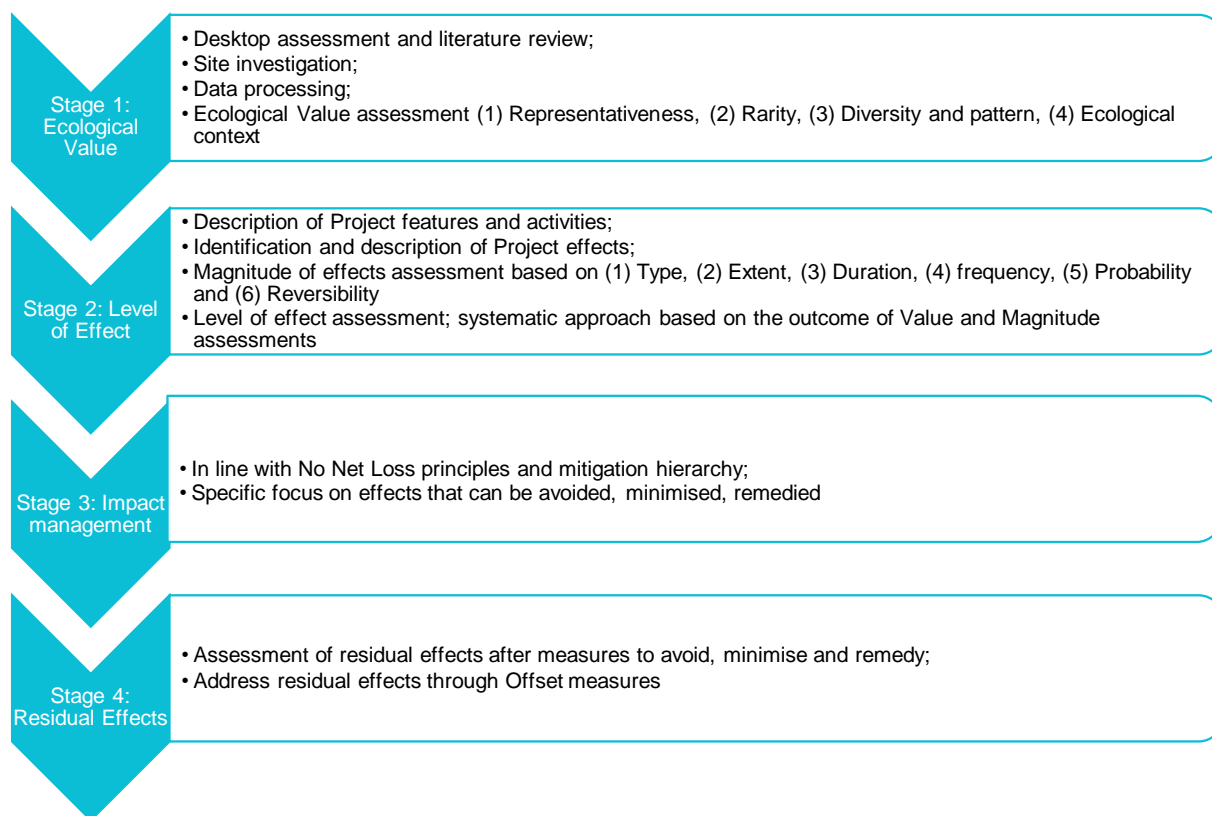 Stage 1:
Ecological
Value
• Desktop assessment and literature review;
• Site investigation;
• Data processing;
• Ecological Value assessment (1) Representativeness, (2) Rarity, (3) Diversity and pattern, (4) Ecological
context
Stage 2: Level
of Effect
• Description of Project features and activities;
• Identification and description of Project effects;
• Magnitude of effects assessment based on (1) Type, (2) Extent, (3) Duration, (4) frequency, (5) Probability
and (6) Reversibility
• Level of effect assessment; systematic approach based on the outcome of Value and Magnitude
assessments
Stage 3: Impact
management
• In line with No Net Loss principles and mitigation hierarchy;
• Specific focus on effects that can be avoided, minimised, remedied
Stage 4:
Residual Effects
• Assessment of residual effects after measures to avoid, minimise and remedy;
• Address residual effects through Offset measures